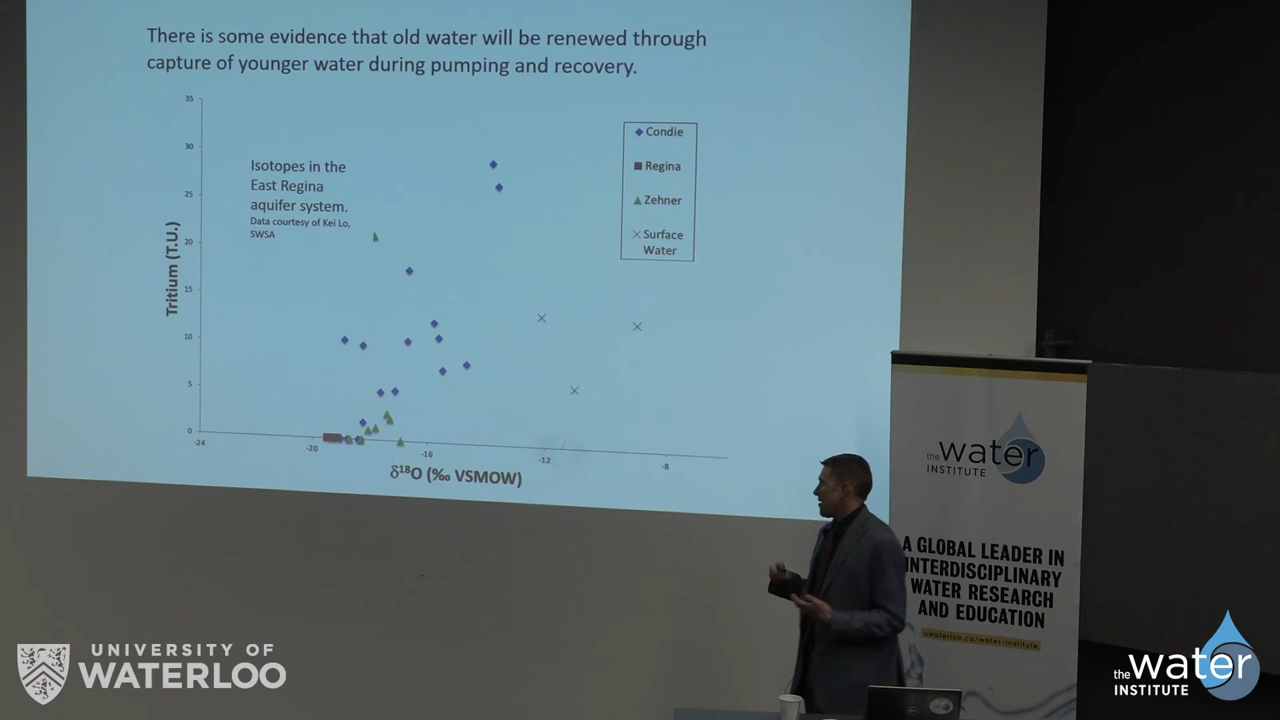 There is some evidence that old water will be renewed through
capture of younger water during pumping and recovery.
35
30
25
20
15
10
5
0
Tritium (T.U.)
Isotopes in the
East Regina
aquifer system.
Data courtesy of Kei Lo,
SWSA
Condie
Regina
Zehner
Surface
Water
-24
-20
-16
-12
-8
δ¹⁸O (‰ VSMOW)
the water
INSTITUTE
A GLOBAL LEADER IN
INTERDISCIPLINARY
WATER RESEARCH
AND EDUCATION
uwaterloo.ca/water-institute
UNIVERSITY OF
WATERLOO
the water
INSTITUTE